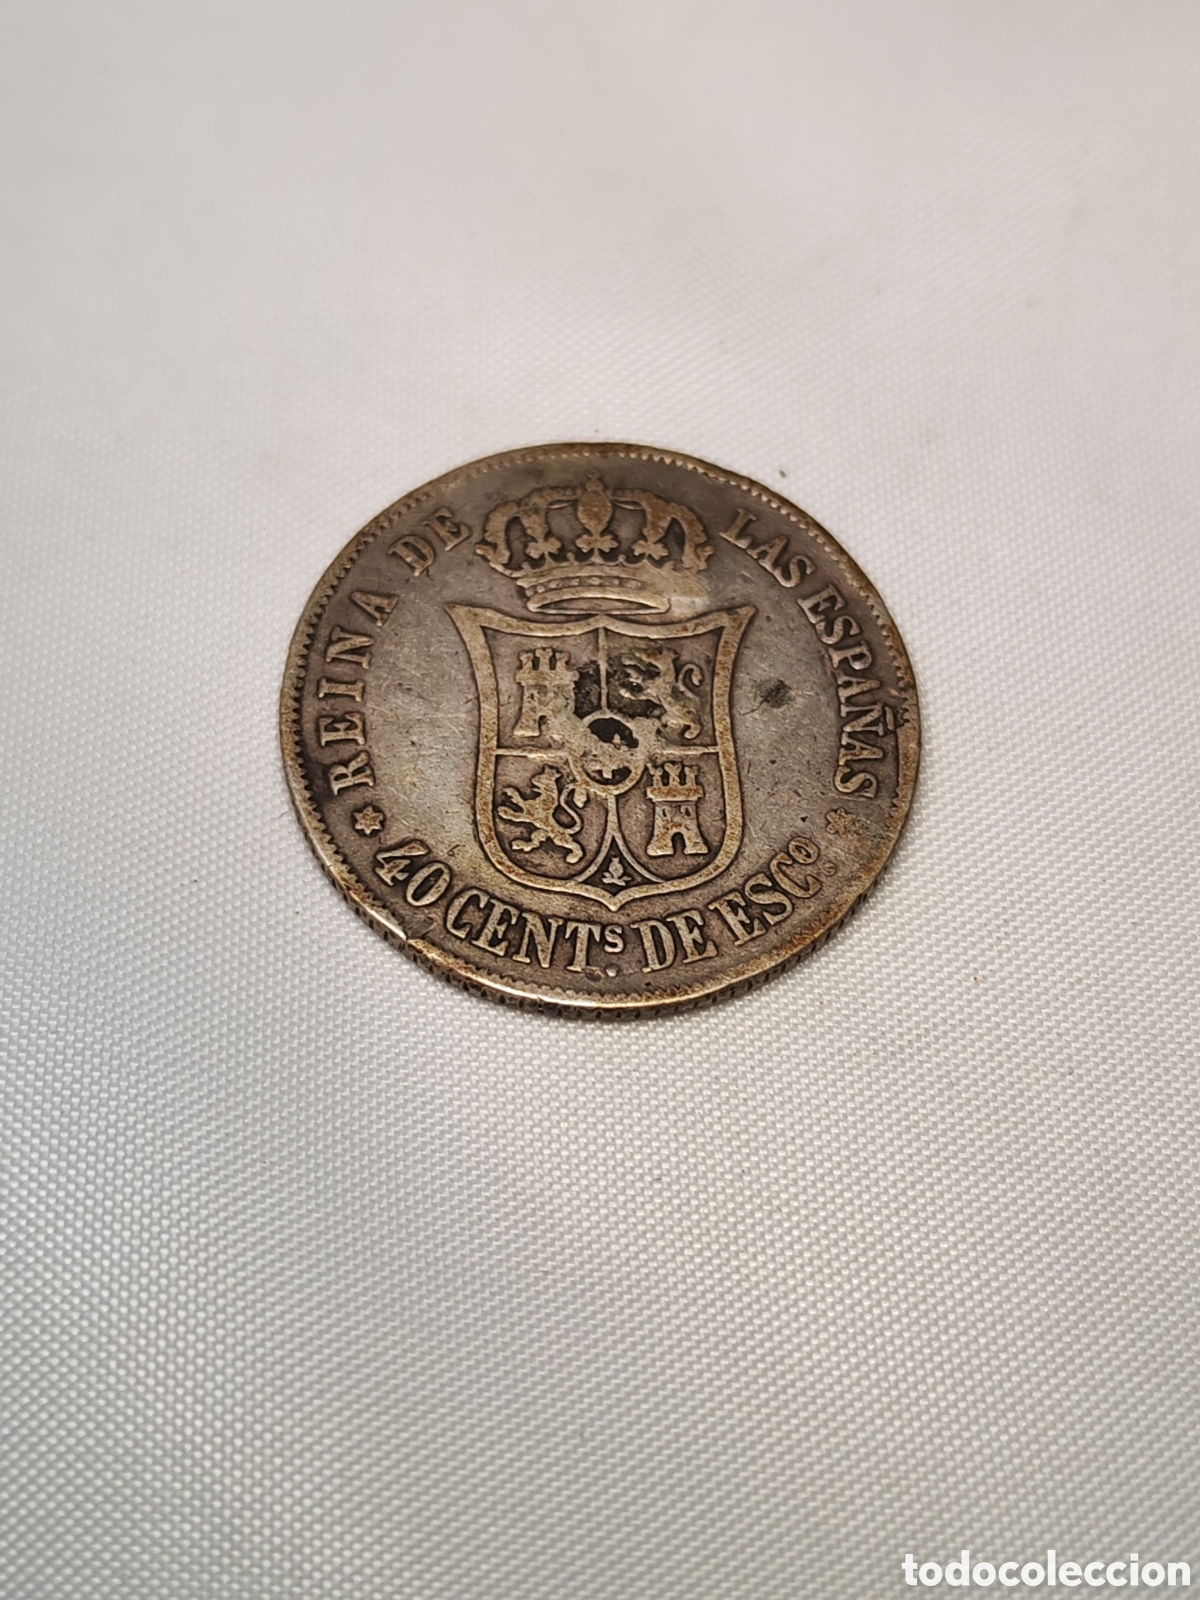 REINA DE LAS ESPAÑAS
* 40 CENTˢ. DE ESCº *
todocoleccion